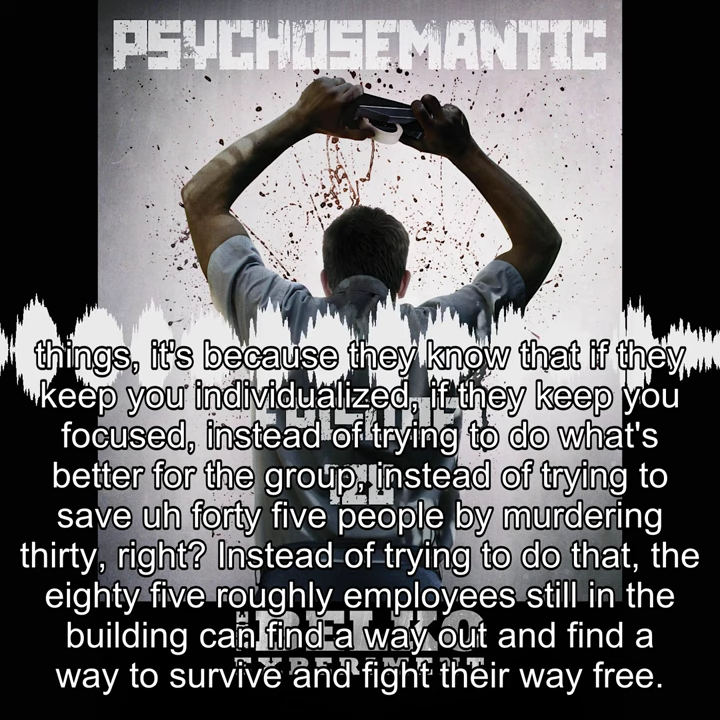 PSYCHOSEMANTIC
things, it's because they know that if they
keep you individualized, if they keep you
focused, instead of trying to do what's
better for the group, instead of trying to
save uh forty five people by murdering
thirty, right? Instead of trying to do that, the
eighty five roughly employees still in the
building can find a way out and find a
way to survive and fight their way free.
THE
BELKO
EXPERIMENT